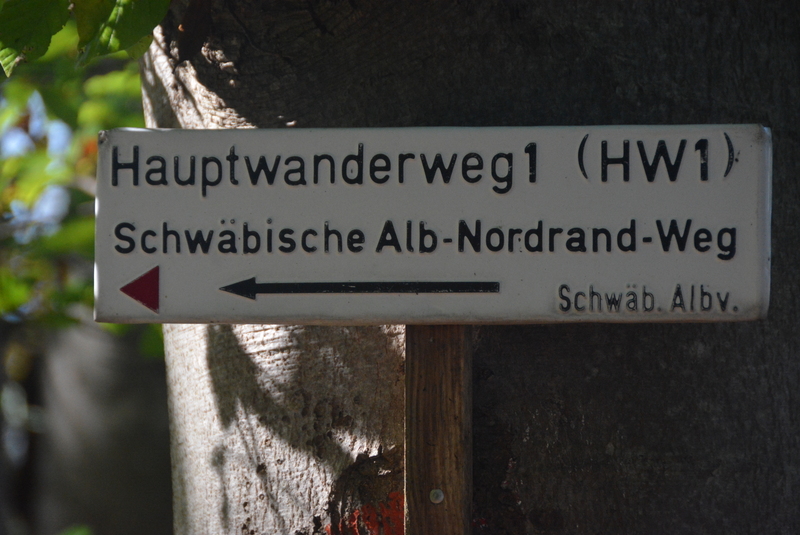 Hauptwanderweg1 (HW1)
Schwäbische Alb-Nordrand-Weg
Schwäb. Albv.